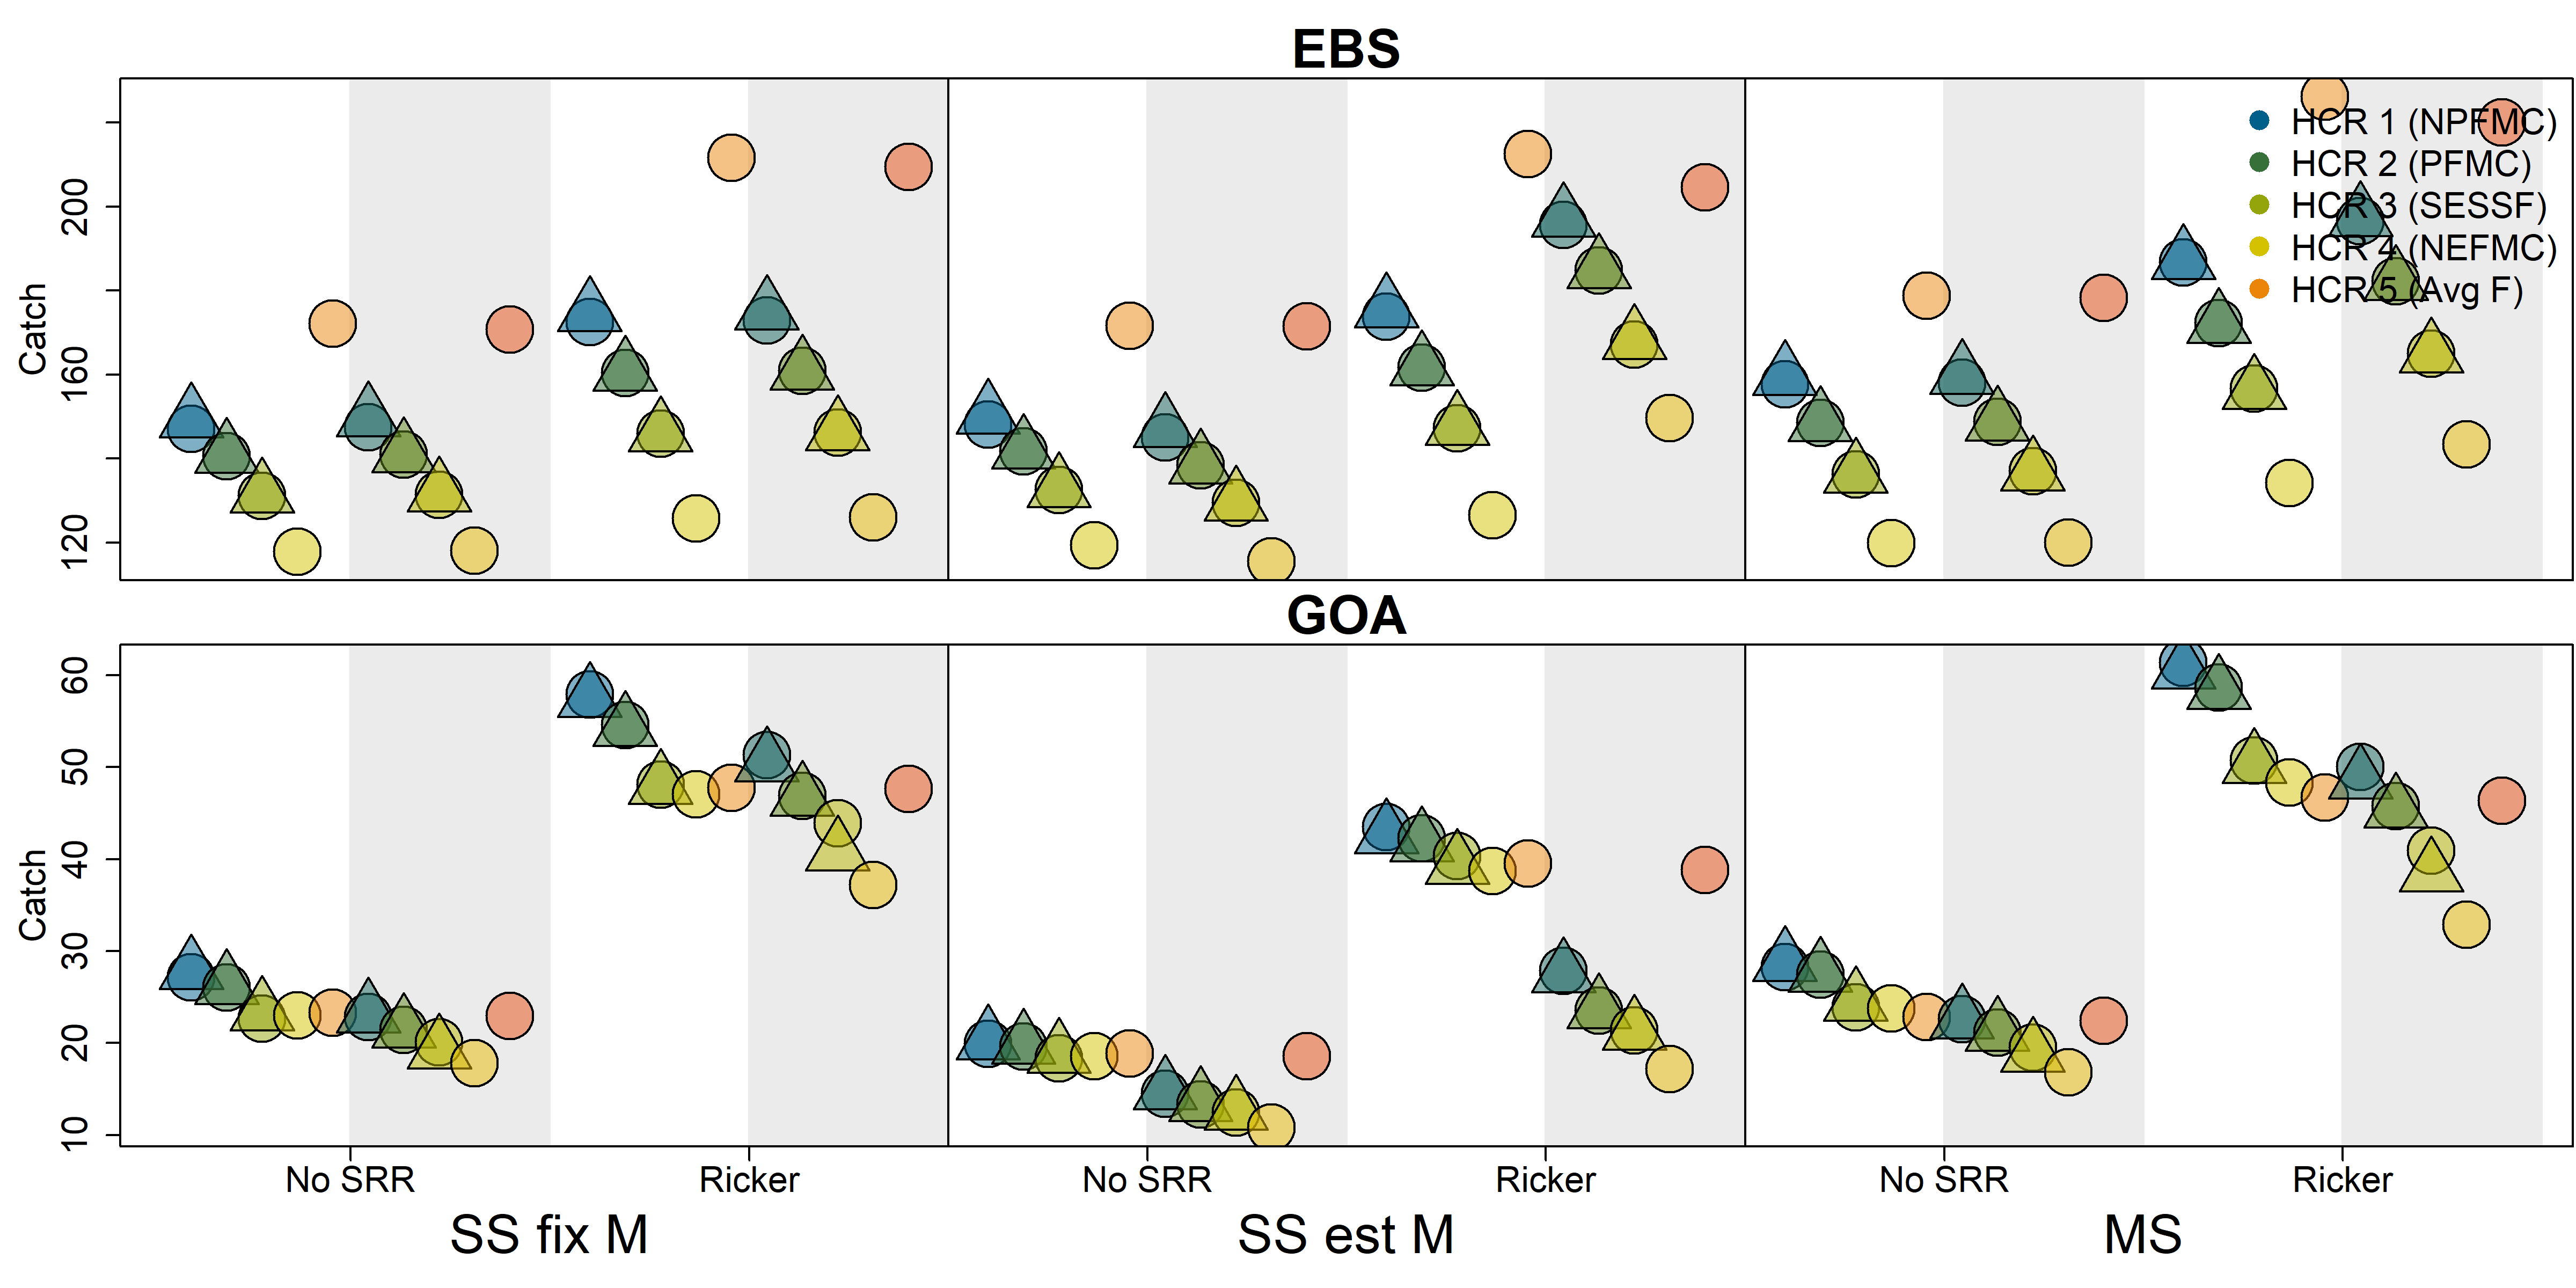 EBS
Catch
200
160
120
HCR 1 (NPFMC)
HCR 2 (PFMC)
HCR 3 (SESSF)
HCR 4 (NEFMC)
HCR 5 (Avg F)
GOA
Catch
60
50
40
30
20
10
No SRR Ricker No SRR Ricker No SRR Ricker
SS fix M SS est M MS